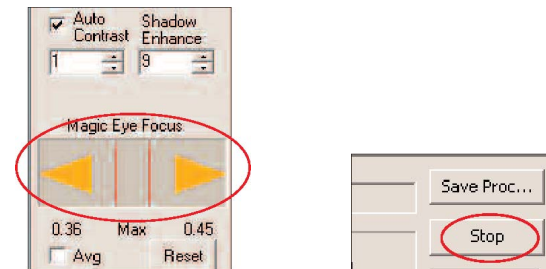 Auto Contrast Shadow Enhance
1 9
Magic Eye Focus
0.36 Max 0.45
Avg Reset
Save Proc...
Stop